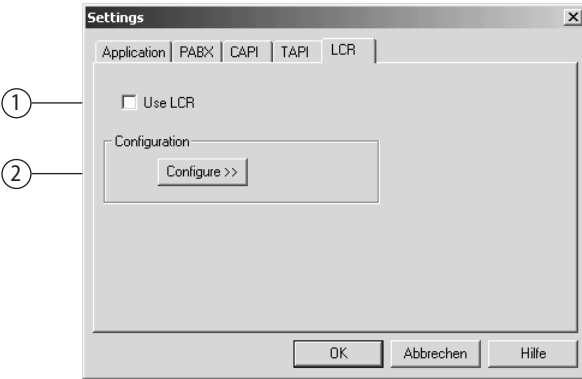 Settings
Application PABX CAPI TAPI LCR
1
Use LCR
Configuration
2
Configure >>
OK Abbrechen Hilfe